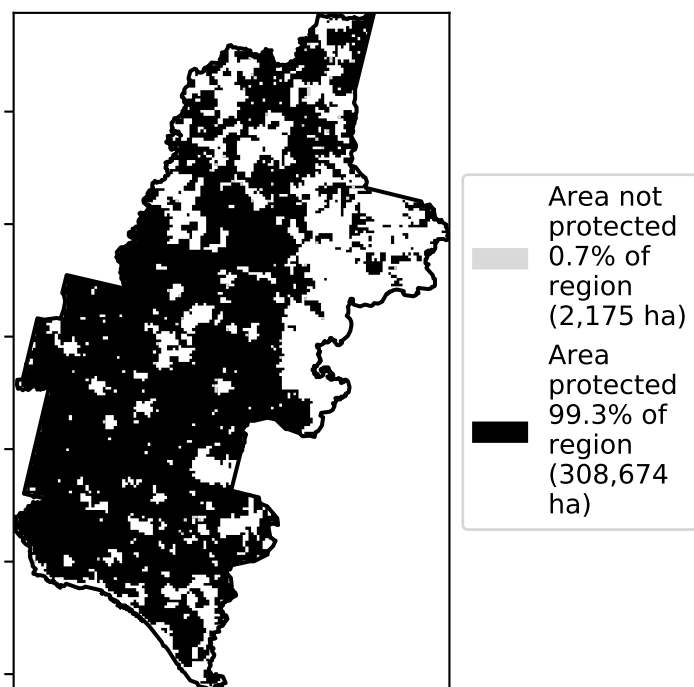 Area not
protected
0.7% of
region
(2,175 ha)
Area
protected
99.3% of
region
(308,674
ha)